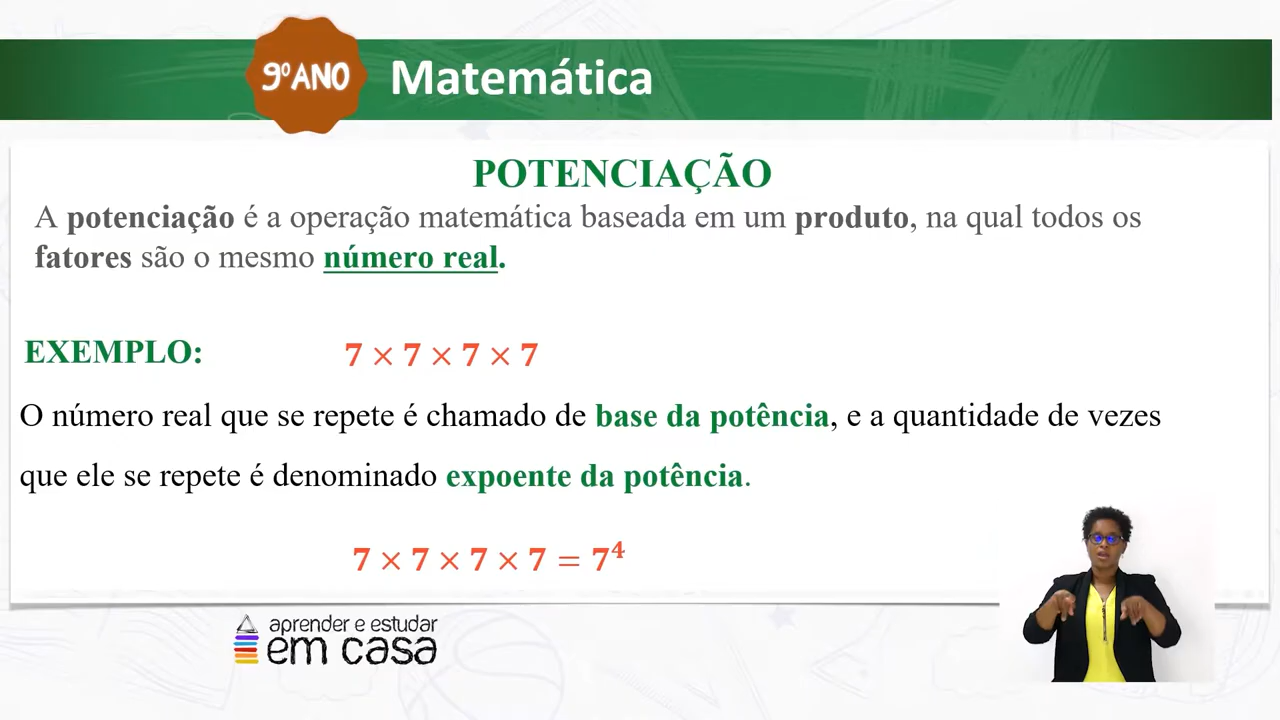 9º ANO
Matemática
POTENCIAÇÃO
A potenciação é a operação matemática baseada em um produto, na qual todos os
fatores são o mesmo número real.
EXEMPLO: 7 × 7 × 7 × 7
O número real que se repete é chamado de base da potência, e a quantidade de vezes
que ele se repete é denominado expoente da potência.
7 × 7 × 7 × 7 = 7⁴
aprender e estudar
em casa